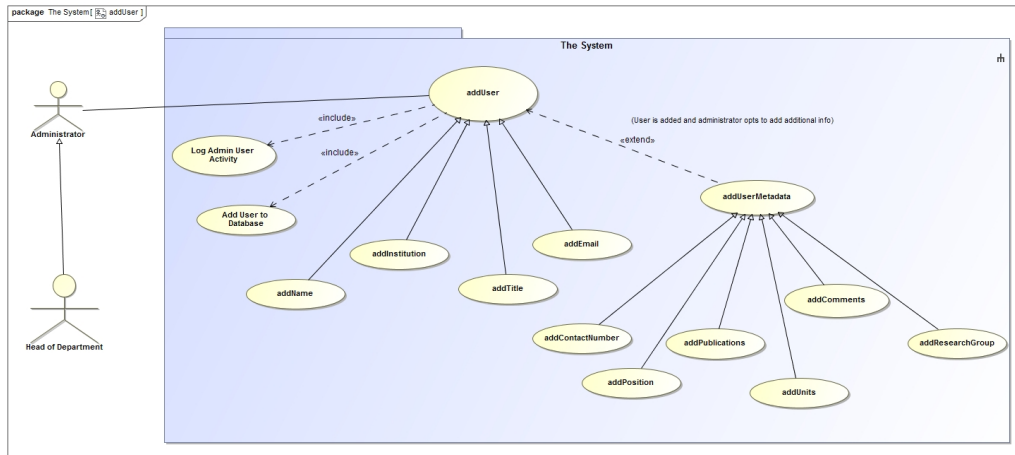 package The System [ addUser ]
The System
addUser
Administrator
«include»
(User is added and administrator opts to add additional info)
«extend»
Log Admin User
Activity
«include»
addUserMetadata
Add User to
Database
addEmail
addInstitution
addTitle
addName
addComments
Head of Department
addContactNumber
addPublications
addResearchGroup
addPosition
addUnits